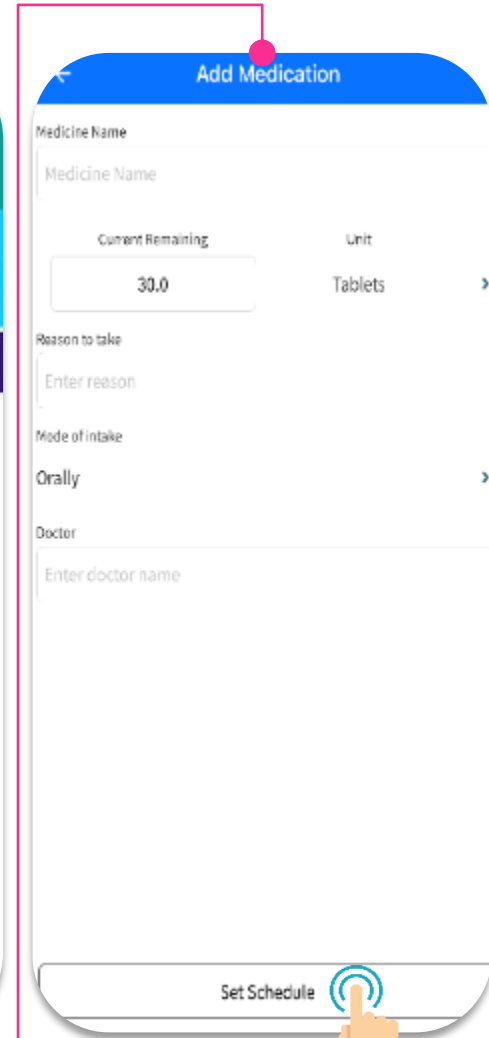 Add Medication
Medicine Name
Medicine Name
Current Remaining Unit
30.0 Tablets
Reason to take
Enter reason
Mode of intake
Orally
Doctor
Enter doctor name
Set Schedule